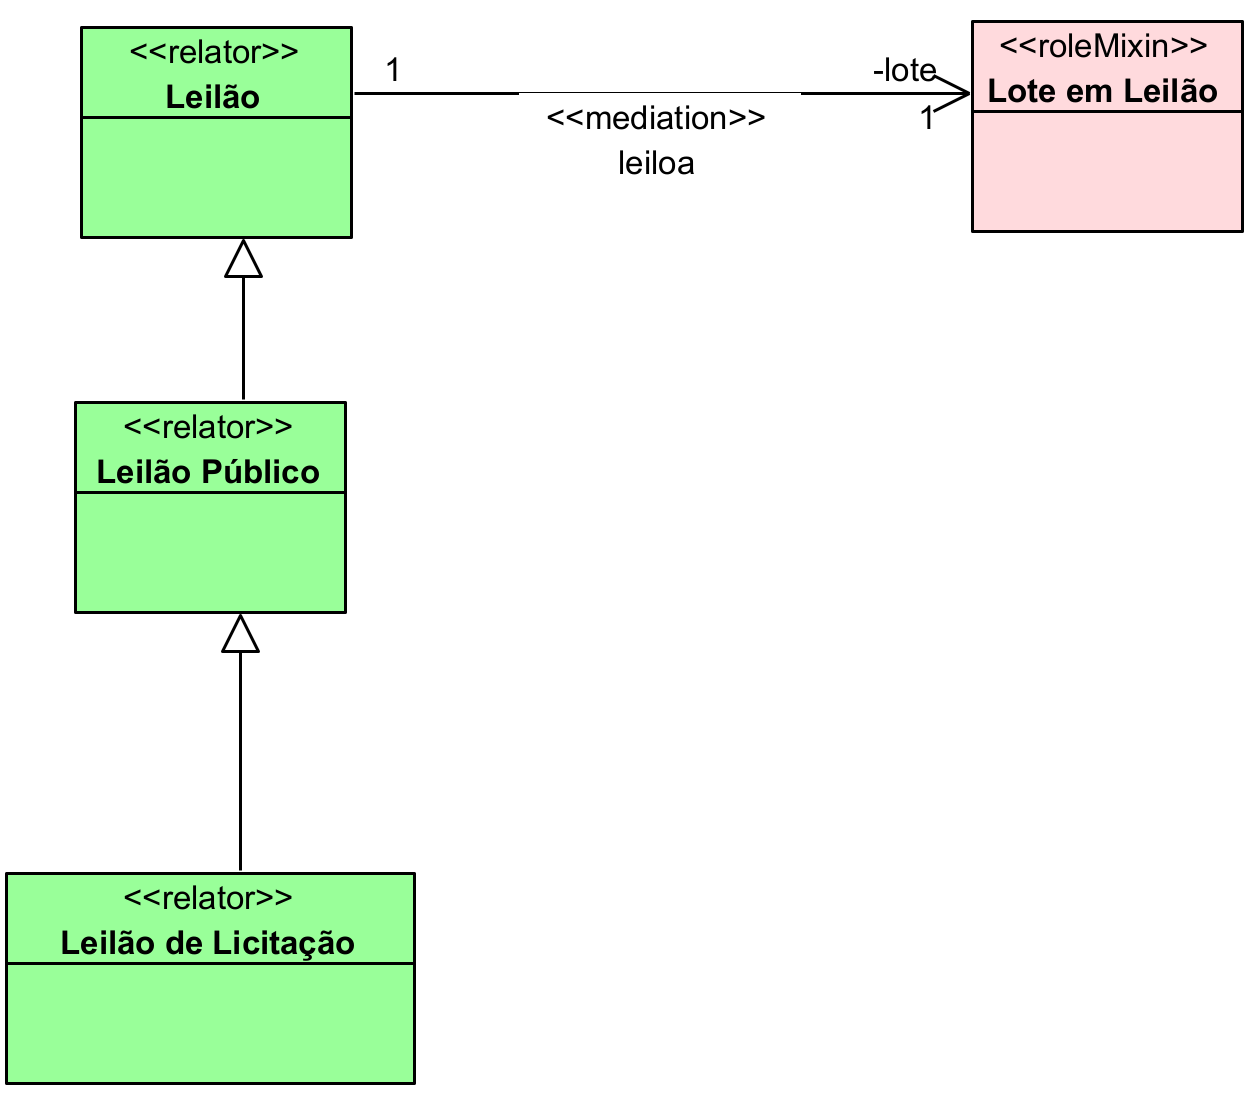 <<relator>>
Leilão
1
-lote
1
<<mediation>>
leiloa
<<roleMixin>>
Lote em Leilão
<<relator>>
Leilão Público
<<relator>>
Leilão de Licitação